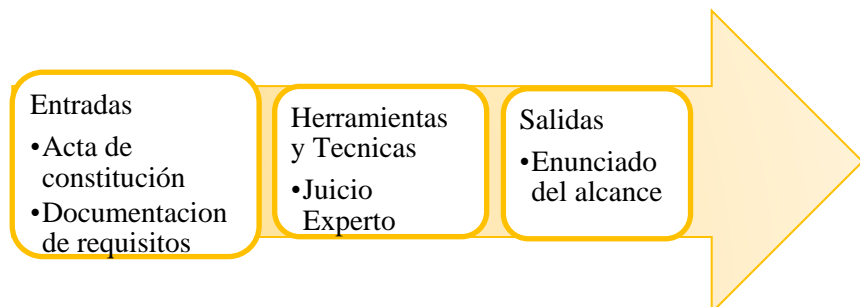 Entradas
•Acta de
constitución
•Documentacion
de requisitos
Herramientas
y Tecnicas
•Juicio
Experto
Salidas
•Enunciado
del alcance